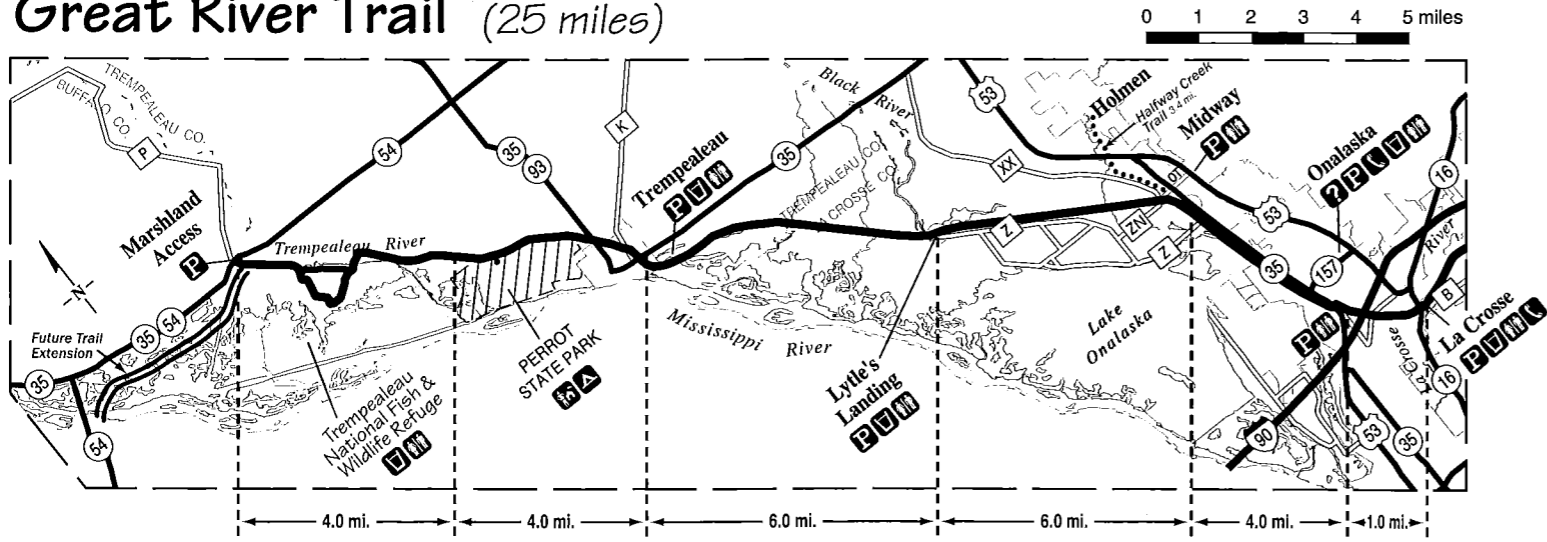 Great River Trail (25 miles)
0 1 2 3 4 5 miles
TREMPEALEAU CO.
BUFFALO CO.
P
54
35
93
K
Trempealeau
P
35
Black River
TREMPEALEAU CO.
LA CROSSE CO.
53
XX
Holmen
Halfway Creek
Trail 3.4 mi.
Midway
P
OT
Onalaska
? P
16
Marshland
Access
P
Trempealeau River
Z
ZN
Z
53
35
157
River
B
N
Future Trail
Extension
35
54
35
54
Trempealeau
National Fish &
Wildlife Refuge
PERROT
STATE PARK
Mississippi River
Lytle's
Landing
P
Lake
Onalaska
P
La Crosse
La Crosse
P
16
90
53
35
4.0 mi. 4.0 mi. 6.0 mi. 6.0 mi. 4.0 mi. 1.0 mi.